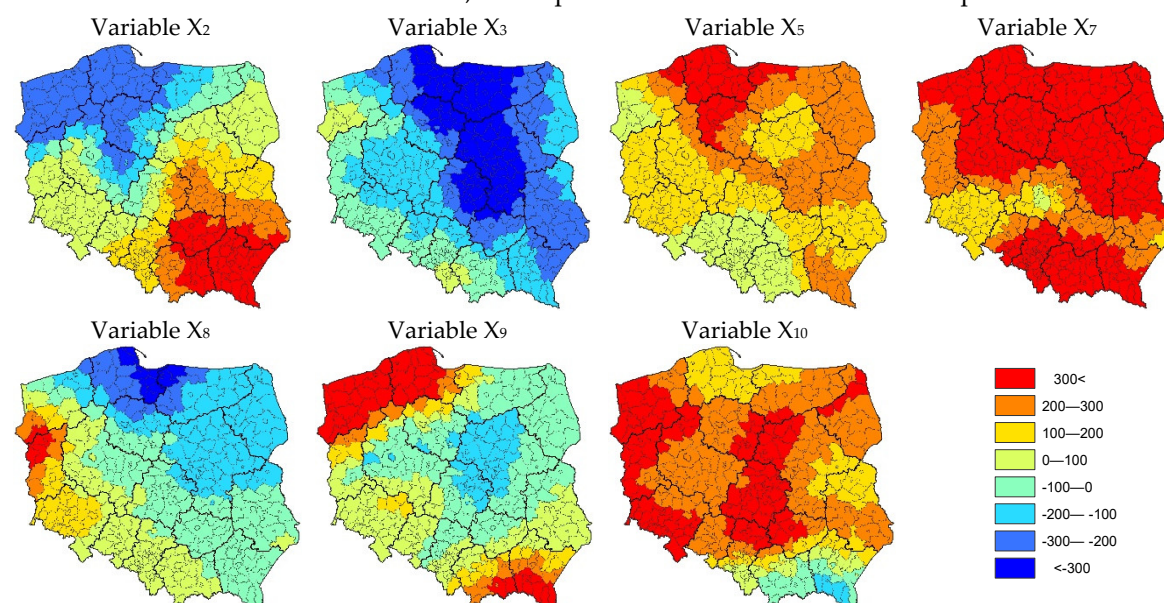 Variable X₂
Variable X₃
Variable X₅
Variable X₇
Variable X₈
Variable X₉
Variable X₁₀
300<
200—300
100—200
0—100
-100—0
-200— -100
-300— -200
<-300